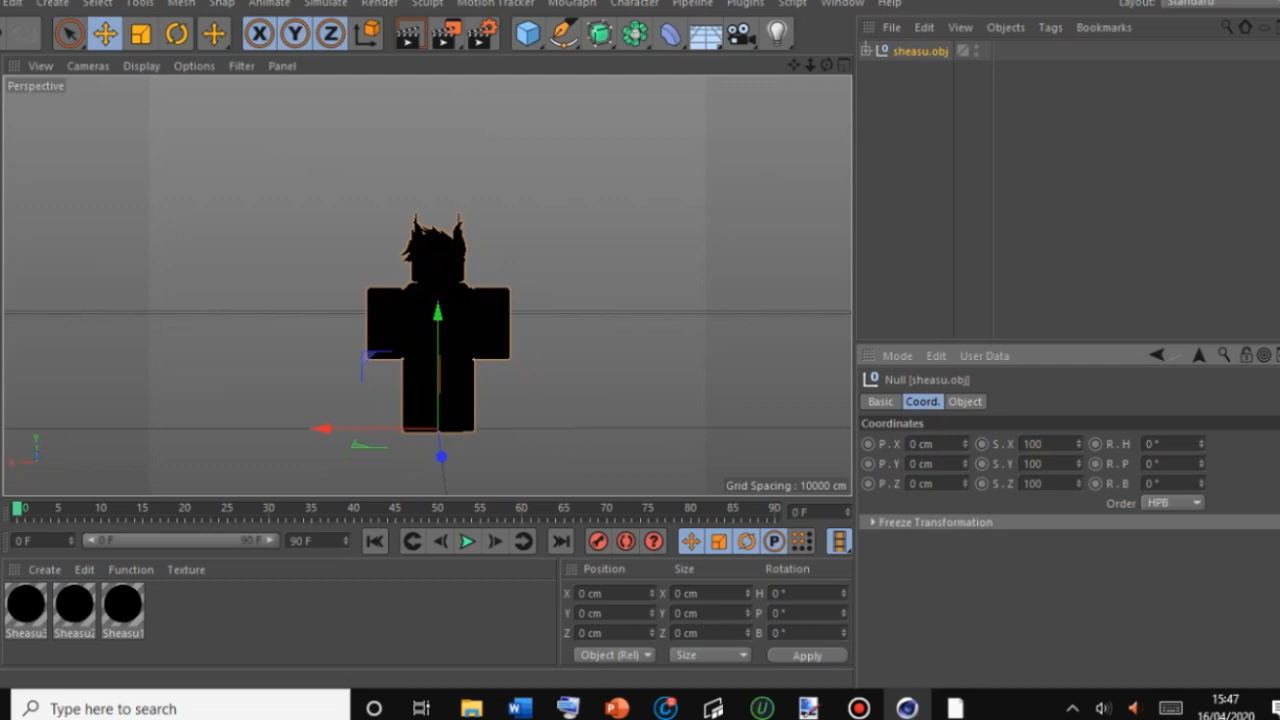 Create Select Tools Mesh Snap Animate Simulate Render Sculpt Motion Tracker MoGraph Character Pipeline Plugins Script Window Layout: Standard
X Y Z
File Edit View Objects Tags Bookmarks
sheasu.obj
View Cameras Display Options Filter Panel
Perspective
Y
X
Grid Spacing : 10000 cm
Mode Edit User Data
Null [sheasu.obj]
Basic Coord. Object
Coordinates
P . X 0 cm S . X 100 R . H 0 °
P . Y 0 cm S . Y 100 R . P 0 °
P . Z 0 cm S . Z 100 R . B 0 °
Order HPB
Freeze Transformation
0 5 10 15 20 25 30 35 40 45 50 55 60 65 70 75 80 85 90 0 F
0 F 0 F 90 F 90 F
P
Create Edit Function Texture
Sheasu3 Sheasu2 Sheasu1
Position Size Rotation
X 0 cm X 0 cm H 0 °
Y 0 cm Y 0 cm P 0 °
Z 0 cm Z 0 cm B 0 °
Object (Rel) Size Apply
Type here to search
15:47
16/04/2020